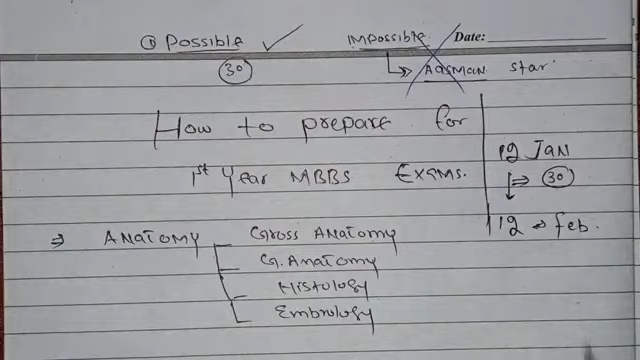 ① Possible ✓ Impossible Date:
30 → Aasman star
How to prepare for
12 Jan
1st Year MBBS Exams.
⇒ 30
12 → feb.
⇒ Anatomy Gross Anatomy
G. Anatomy
Histology
Embrology